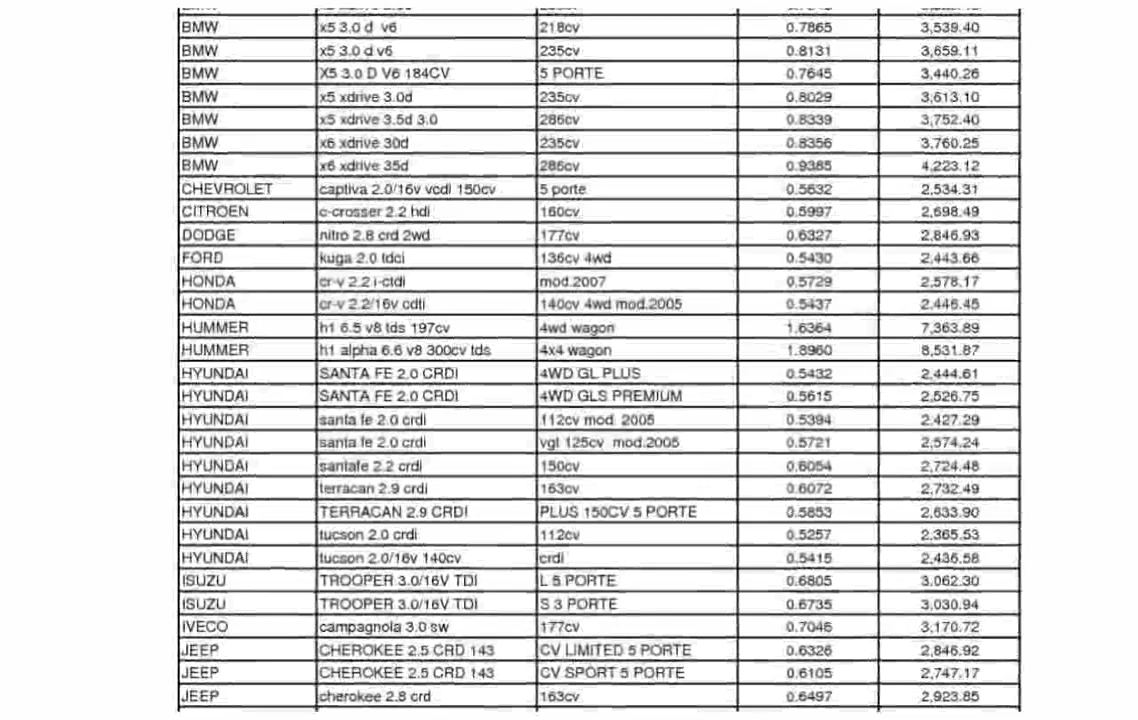 BMW x5 3.0 d v6 218cv 0.7865 3,539.40
BMW x5 3.0 d v6 235cv 0.8131 3,659.11
BMW X5 3.0 D V6 184CV 5 PORTE 0.7645 3,440.26
BMW x5 xdrive 3.0d 235cv 0.8029 3,613.10
BMW x5 xdrive 3.5d 3.0 286cv 0.8339 3,752.40
BMW x6 xdrive 30d 235cv 0.8356 3,760.25
BMW x6 xdrive 35d 286cv 0.9385 4,223.12
CHEVROLET captiva 2.0/16v vcdi 150cv 5 porte 0.5632 2,534.31
CITROEN c-crosser 2.2 hdi 160cv 0.5997 2,698.49
DODGE nitro 2.8 crd 2wd 177cv 0.6327 2,846.93
FORD kuga 2.0 tdci 136cv 4wd 0.5430 2,443.66
HONDA cr-v 2.2 i-ctdi mod.2007 0.5729 2,578.17
HONDA cr-v 2.2/16v cdti 140cv 4wd mod.2005 0.5437 2,446.45
HUMMER h1 6.5 v8 tds 197cv 4wd wagon 1.6364 7,363.89
HUMMER h1 alpha 6.6 v8 300cv tds 4x4 wagon 1.8960 8,531.87
HYUNDAI SANTA FE 2.0 CRDI 4WD GL PLUS 0.5432 2,444.61
HYUNDAI SANTA FE 2.0 CRDI 4WD GLS PREMIUM 0.5615 2,526.75
HYUNDAI santa fe 2.0 crdi 112cv mod. 2005 0.5394 2,427.29
HYUNDAI santa fe 2.0 crdi vgt 125cv mod.2005 0.5721 2,574.24
HYUNDAI santafe 2.2 crdi 150cv 0.6054 2,724.48
HYUNDAI terracan 2.9 crdi 163cv 0.6072 2,732.49
HYUNDAI TERRACAN 2.9 CRDI PLUS 150CV 5 PORTE 0.5853 2,633.90
HYUNDAI tucson 2.0 crdi 112cv 0.5257 2,365.53
HYUNDAI tucson 2.0/16v 140cv crdi 0.5415 2,436.58
ISUZU TROOPER 3.0/16V TDI L 5 PORTE 0.6805 3,062.30
ISUZU TROOPER 3.0/16V TDI S 3 PORTE 0.6735 3,030.94
IVECO campagnola 3.0 sw 177cv 0.7046 3,170.72
JEEP CHEROKEE 2.5 CRD 143 CV LIMITED 5 PORTE 0.6326 2,846.92
JEEP CHEROKEE 2.5 CRD 143 CV SPORT 5 PORTE 0.6105 2,747.17
JEEP cherokee 2.8 crd 163cv 0.6497 2,923.85